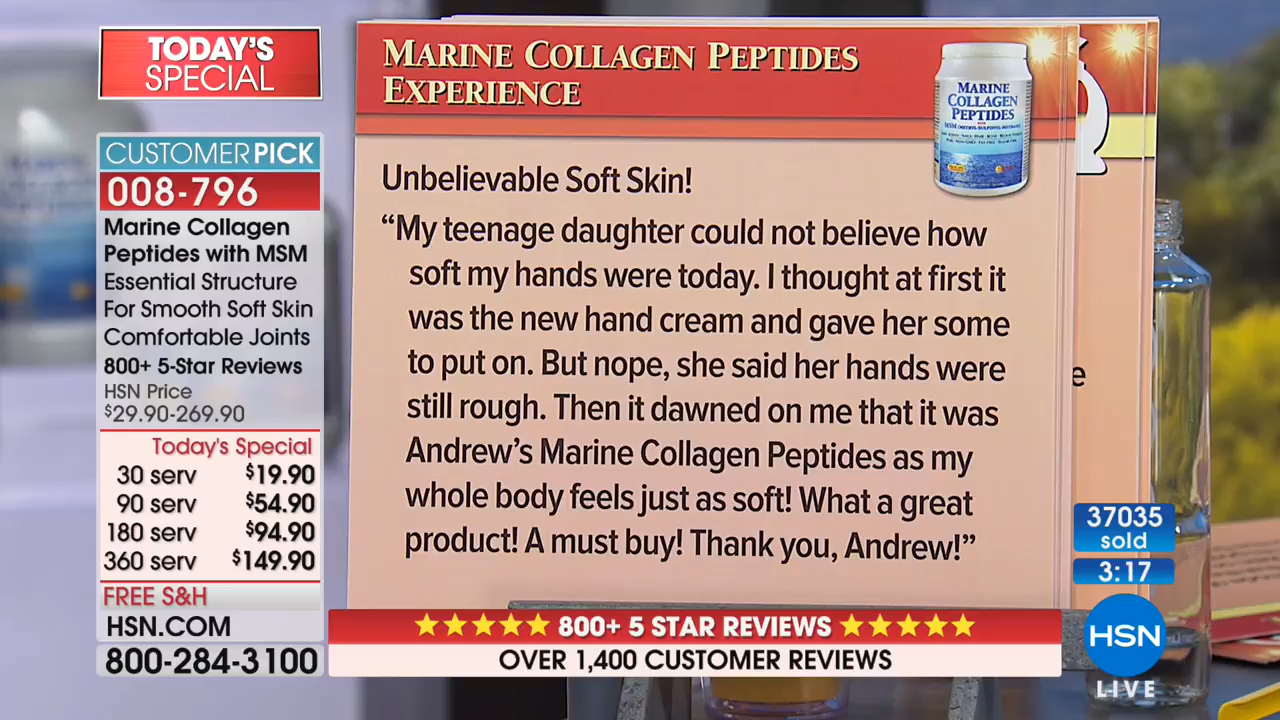 TODAY'S
SPECIAL
CUSTOMER PICK
008-796
Marine Collagen
Peptides with MSM
Essential Structure
For Smooth Soft Skin
Comfortable Joints
800+ 5-Star Reviews
HSN Price
$29.90-269.90
Today's Special
30 serv $19.90
90 serv $54.90
180 serv $94.90
360 serv $149.90
FREE S&H
HSN.COM
800-284-3100
MARINE COLLAGEN PEPTIDES
EXPERIENCE
MARINE
COLLAGEN
PEPTIDES
Unbelievable Soft Skin!
“My teenage daughter could not believe how
soft my hands were today. I thought at first it
was the new hand cream and gave her some
to put on. But nope, she said her hands were
still rough. Then it dawned on me that it was
Andrew's Marine Collagen Peptides as my
whole body feels just as soft! What a great
product! A must buy! Thank you, Andrew!”
e
37035
sold
3:17
HSN
LIVE
800+ 5 STAR REVIEWS
OVER 1,400 CUSTOMER REVIEWS